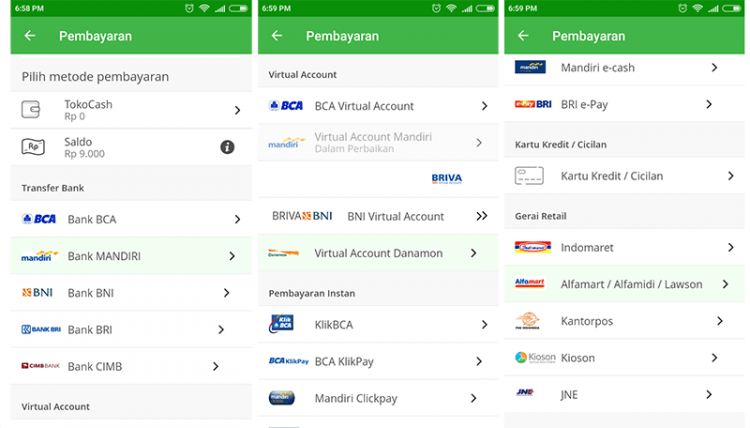 6:58 PM
Pembayaran
Pilih metode pembayaran
TokoCash
Rp 0
Rp
Saldo
Rp 9.000
Transfer Bank
BCA Bank BCA
mandiri Bank MANDIRI
BNI Bank BNI
BANK BRI Bank BRI
CIMB BANK Bank CIMB
Virtual Account
6:59 PM
Pembayaran
Virtual Account
BCA BCA Virtual Account
mandiri Virtual Account Mandiri
Dalam Perbaikan
BRIVA
BRIVA BNI BNI Virtual Account
Danamon Virtual Account Danamon
Pembayaran Instan
Klik BCA KlikBCA
BCA KlikPay BCA KlikPay
mandiri Mandiri Clickpay
6:59 PM
Pembayaran
mandiri Mandiri e-cash
e-Pay BRI BRI e-Pay
Kartu Kredit / Cicilan
Kartu Kredit / Cicilan
Gerai Retail
Indomaret Indomaret
Alfamart Alfamart / Alfamidi / Lawson
Kantorpos
Kioson Kioson
JNE JNE